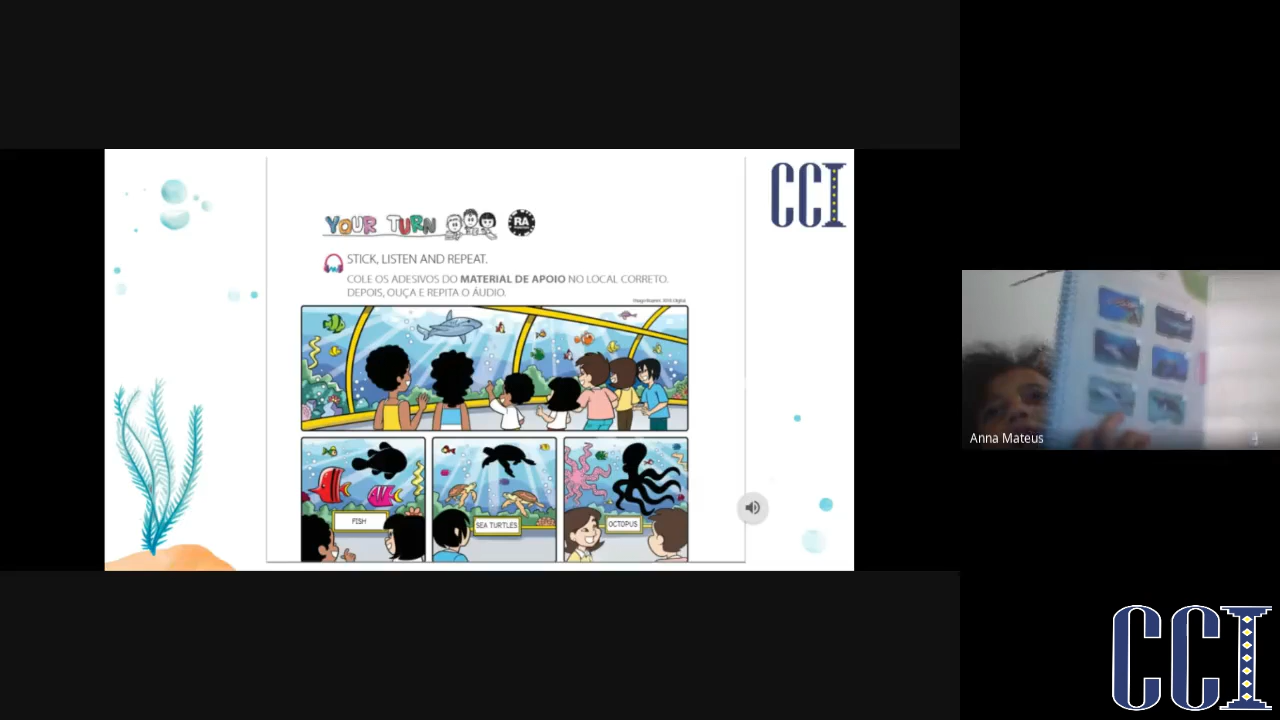 CCI
YOUR TURN
RA
STICK, LISTEN AND REPEAT.
COLE OS ADESIVOS DO MATERIAL DE APOIO NO LOCAL CORRETO.
DEPOIS, OUÇA E REPITA O ÁUDIO.
FISH
SEA TURTLES
OCTOPUS
Anna Mateus
CCI